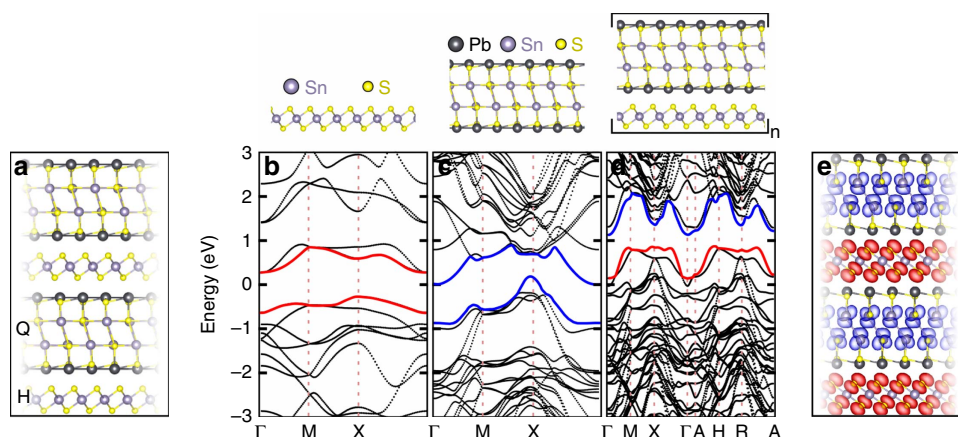 Pb Sn S
Sn S
n
a b c d e
3
2
1
0
−1
−2
−3
Energy (eV)
Q
H
Γ M X Γ M X Γ M X Γ A H R A